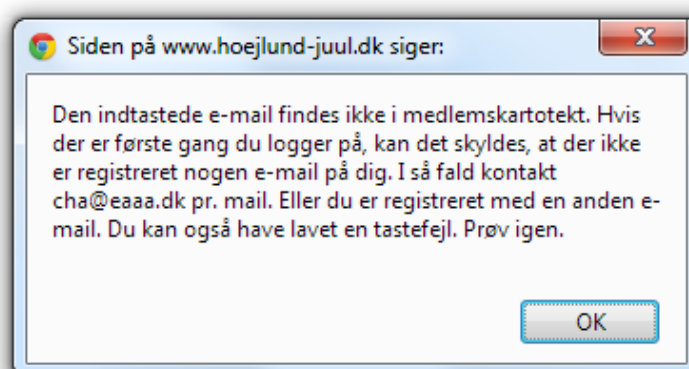 Siden på www.hoejlund-juul.dk siger:
Den indtastede e-mail findes ikke i medlemskartotekt. Hvis
der er første gang du logger på, kan det skyldes, at der ikke
er registreret nogen e-mail på dig. I så fald kontakt
cha@eaaa.dk pr. mail. Eller du er registreret med en anden e-
mail. Du kan også have lavet en tastefejl. Prøv igen.
OK